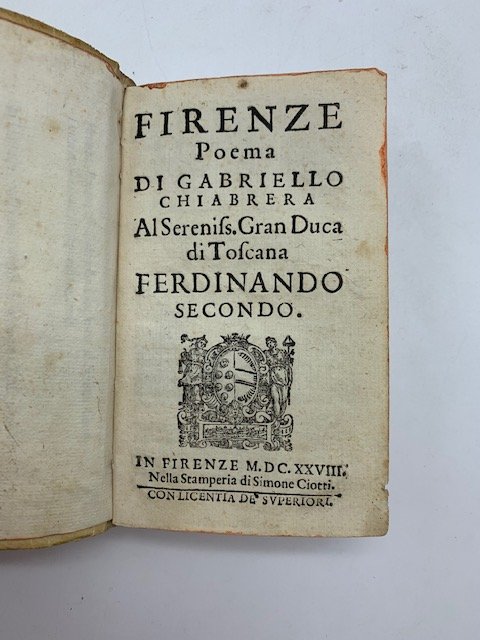 FIRENZE
Poema
DI GABRIELLO
CHIABRERA
Al Sereniſs. Gran Duca
di Toſcana
FERDINANDO
SECONDO.
IN FIRENZE M.DC.XXVIII.
Nella Stamperia di Simone Ciotti.
CON LICENTIA DE' SVPERIORI.